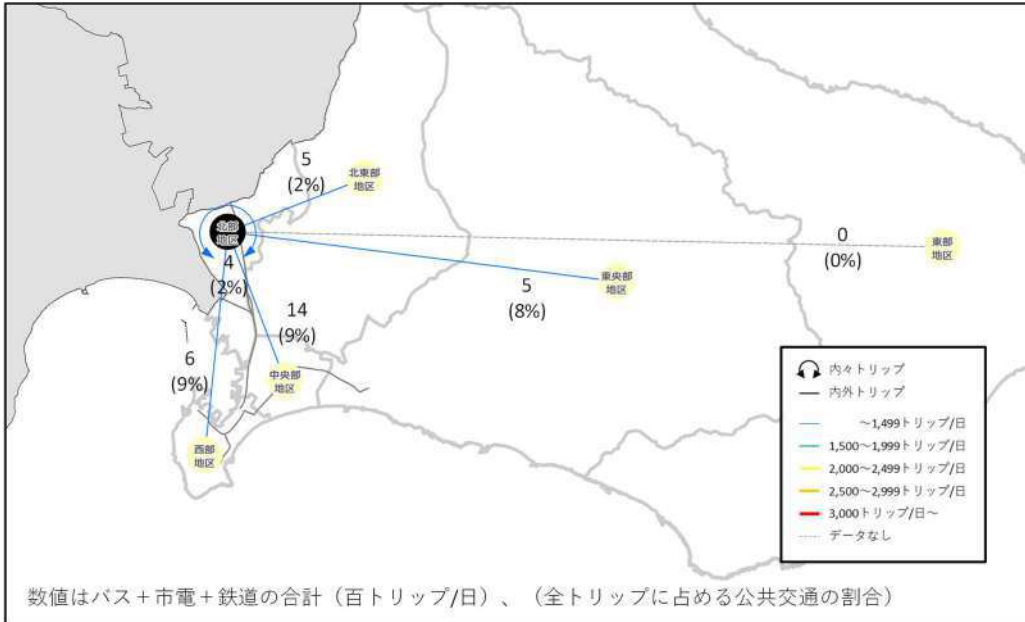 5
(2%)
北東部
地区
北部
地区
4
(2%)
0
(0%)
東部
地区
東央部
地区
5
(8%)
14
(9%)
6
(9%)
中央部
地区
西部
地区
内々トリップ
内外トリップ
～1,499トリップ/日
1,500～1,999トリップ/日
2,000～2,499トリップ/日
2,500～2,999トリップ/日
3,000トリップ/日～
データなし
数値はバス＋市電＋鉄道の合計（百トリップ/日）、（全トリップに占める公共交通の割合）